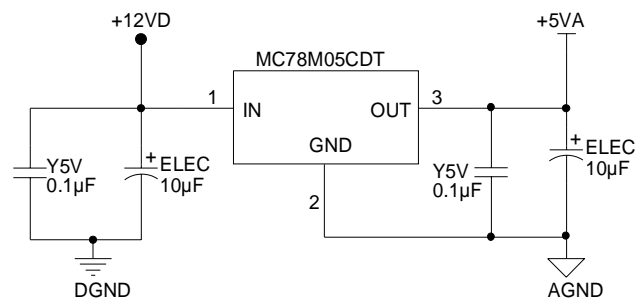 +12VD
+5VA
MC78M05CDT
1
IN
OUT
3
GND
2
Y5V
0.1µF
+
ELEC
10µF
Y5V
0.1µF
+
ELEC
10µF
DGND
AGND